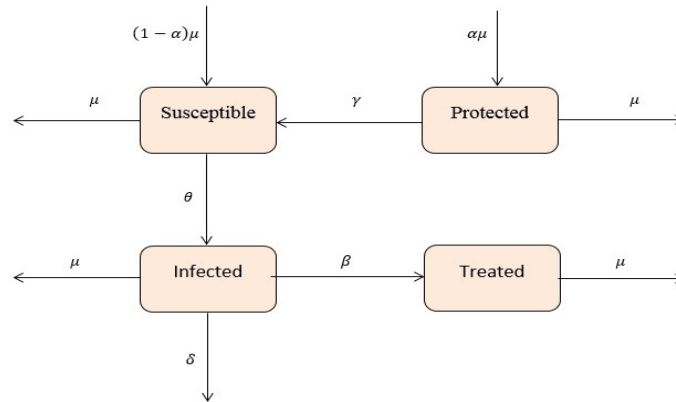 (1 − α)μ
αμ
μ
Susceptible
γ
Protected
μ
θ
μ
Infected
β
Treated
μ
δ